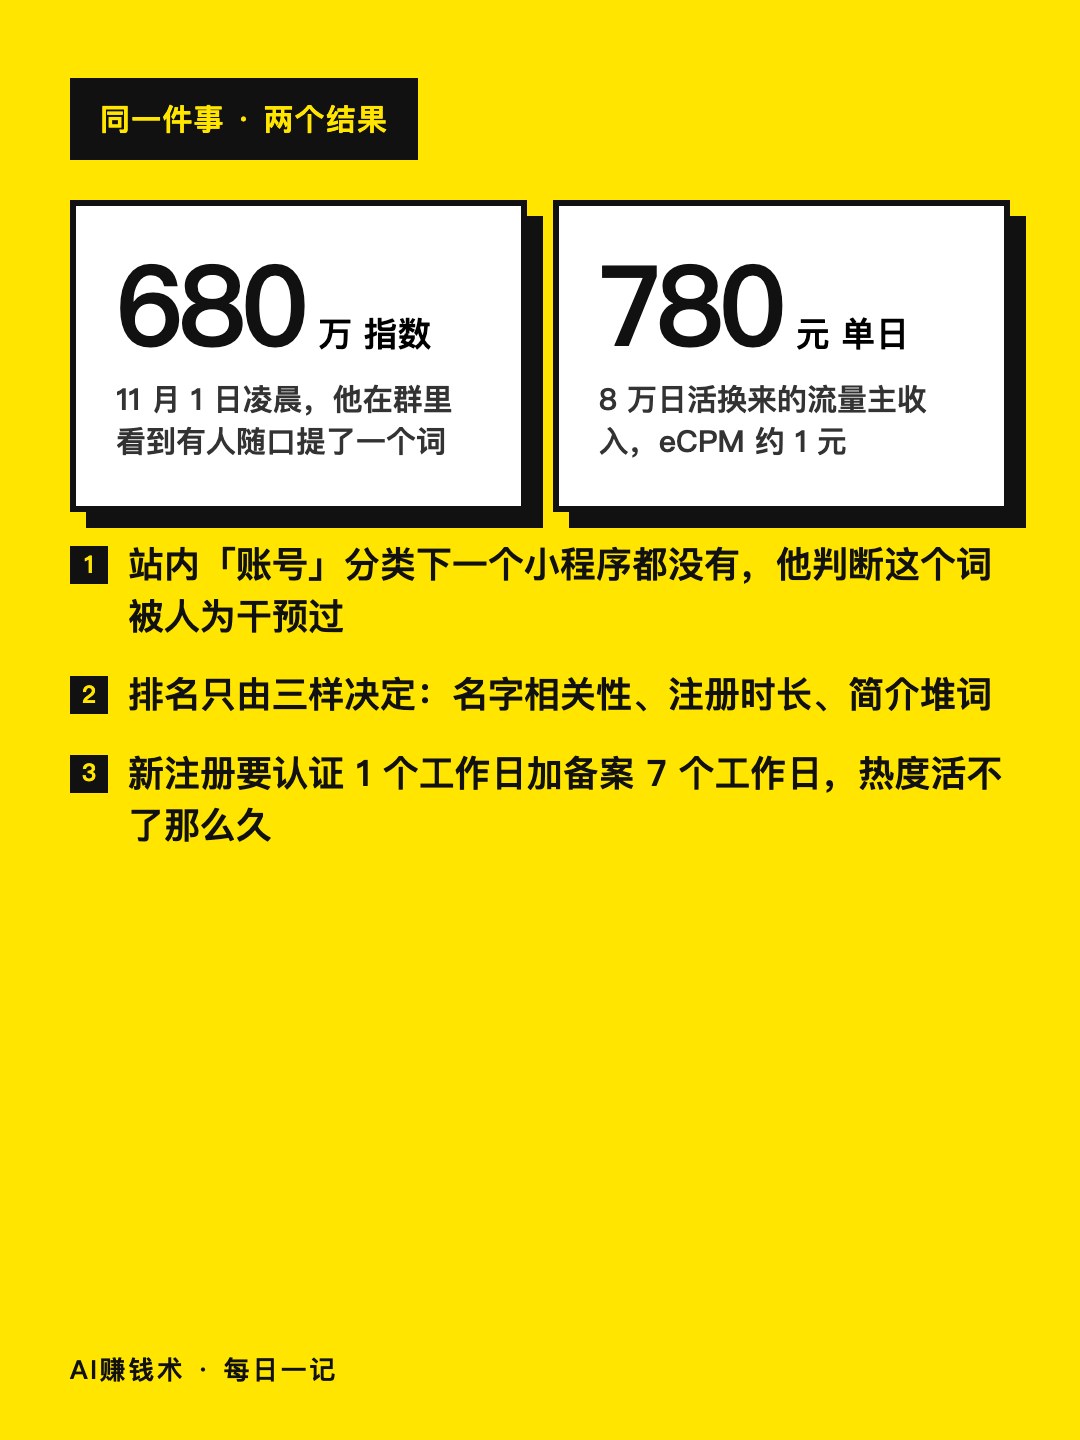 同一件事 · 两个结果
680 万 指数
11 月 1 日凌晨，他在群里
看到有人随口提了一个词
780 元 单日
8 万日活换来的流量主收
入，eCPM 约 1 元
1 站内「账号」分类下一个小程序都没有，他判断这个词
被人为干预过
2 排名只由三样决定：名字相关性、注册时长、简介堆词
3 新注册要认证 1 个工作日加备案 7 个工作日，热度活不
了那么久
AI赚钱术 · 每日一记